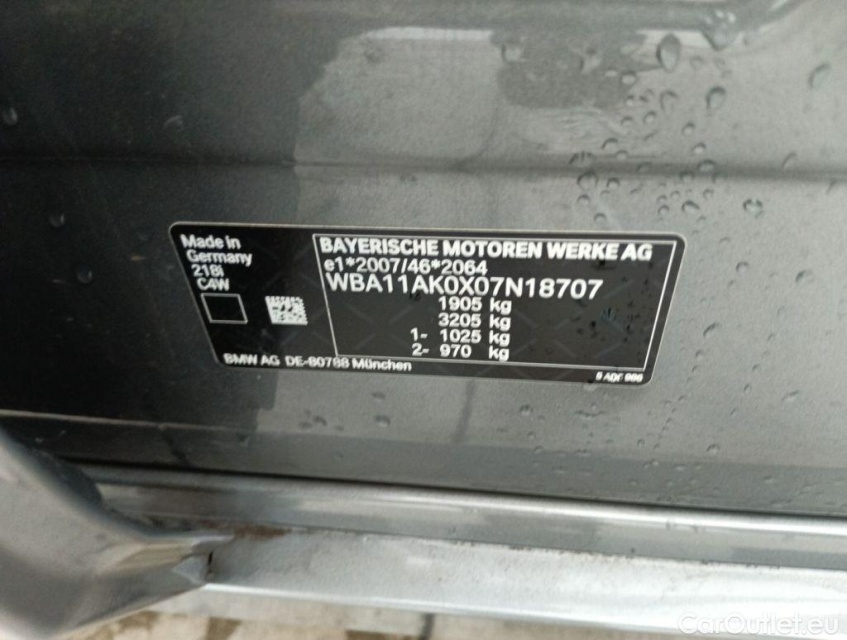 Made in
Germany
218i
C4W
BAYERISCHE MOTOREN WERKE AG
e1*2007/46*2064
WBA11AK0X07N18707
1905 kg
3205 kg
1- 1025 kg
2- 970 kg
BMW AG DE-80788 München
CarOutlet.eu